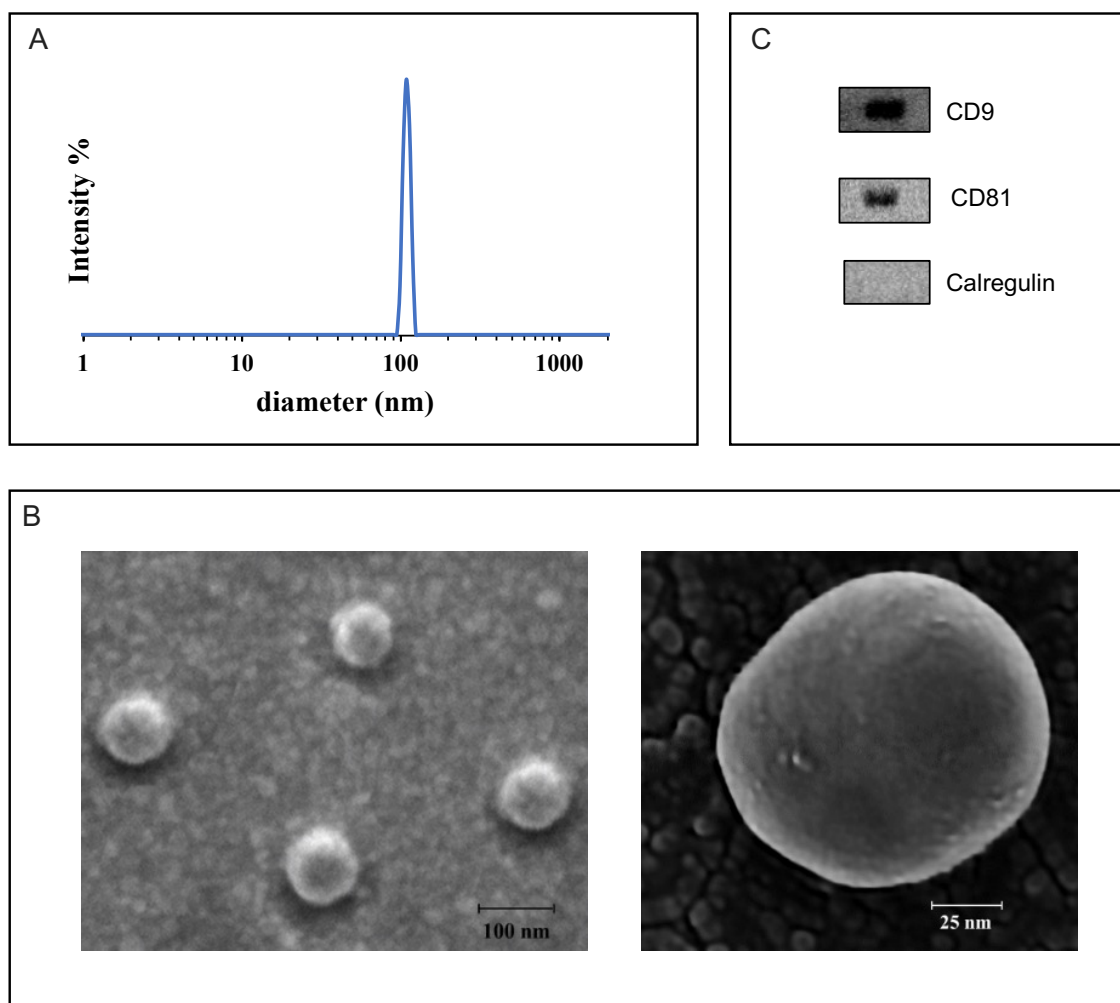 A
Intensity %
1 10 100 1000
diameter (nm)
C
CD9
CD81
Calregulin
B
100 nm
25 nm